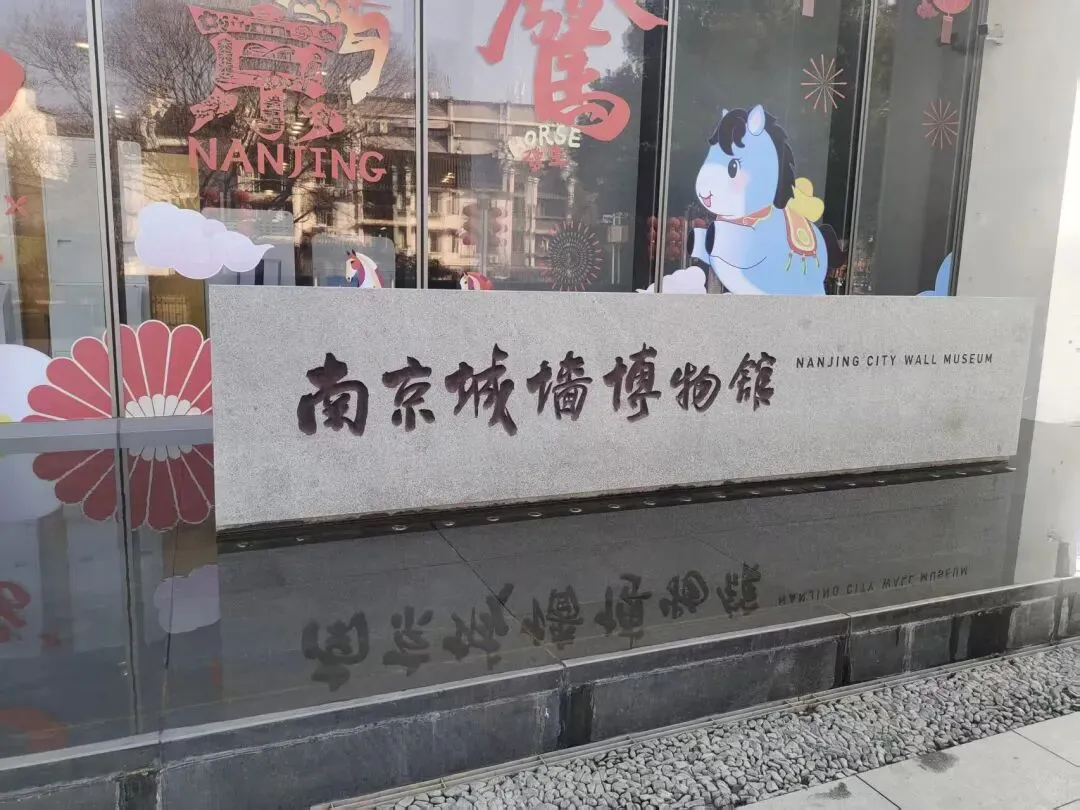 NANJING
HORSE
南京城墙博物馆
NANJING CITY WALL MUSEUM